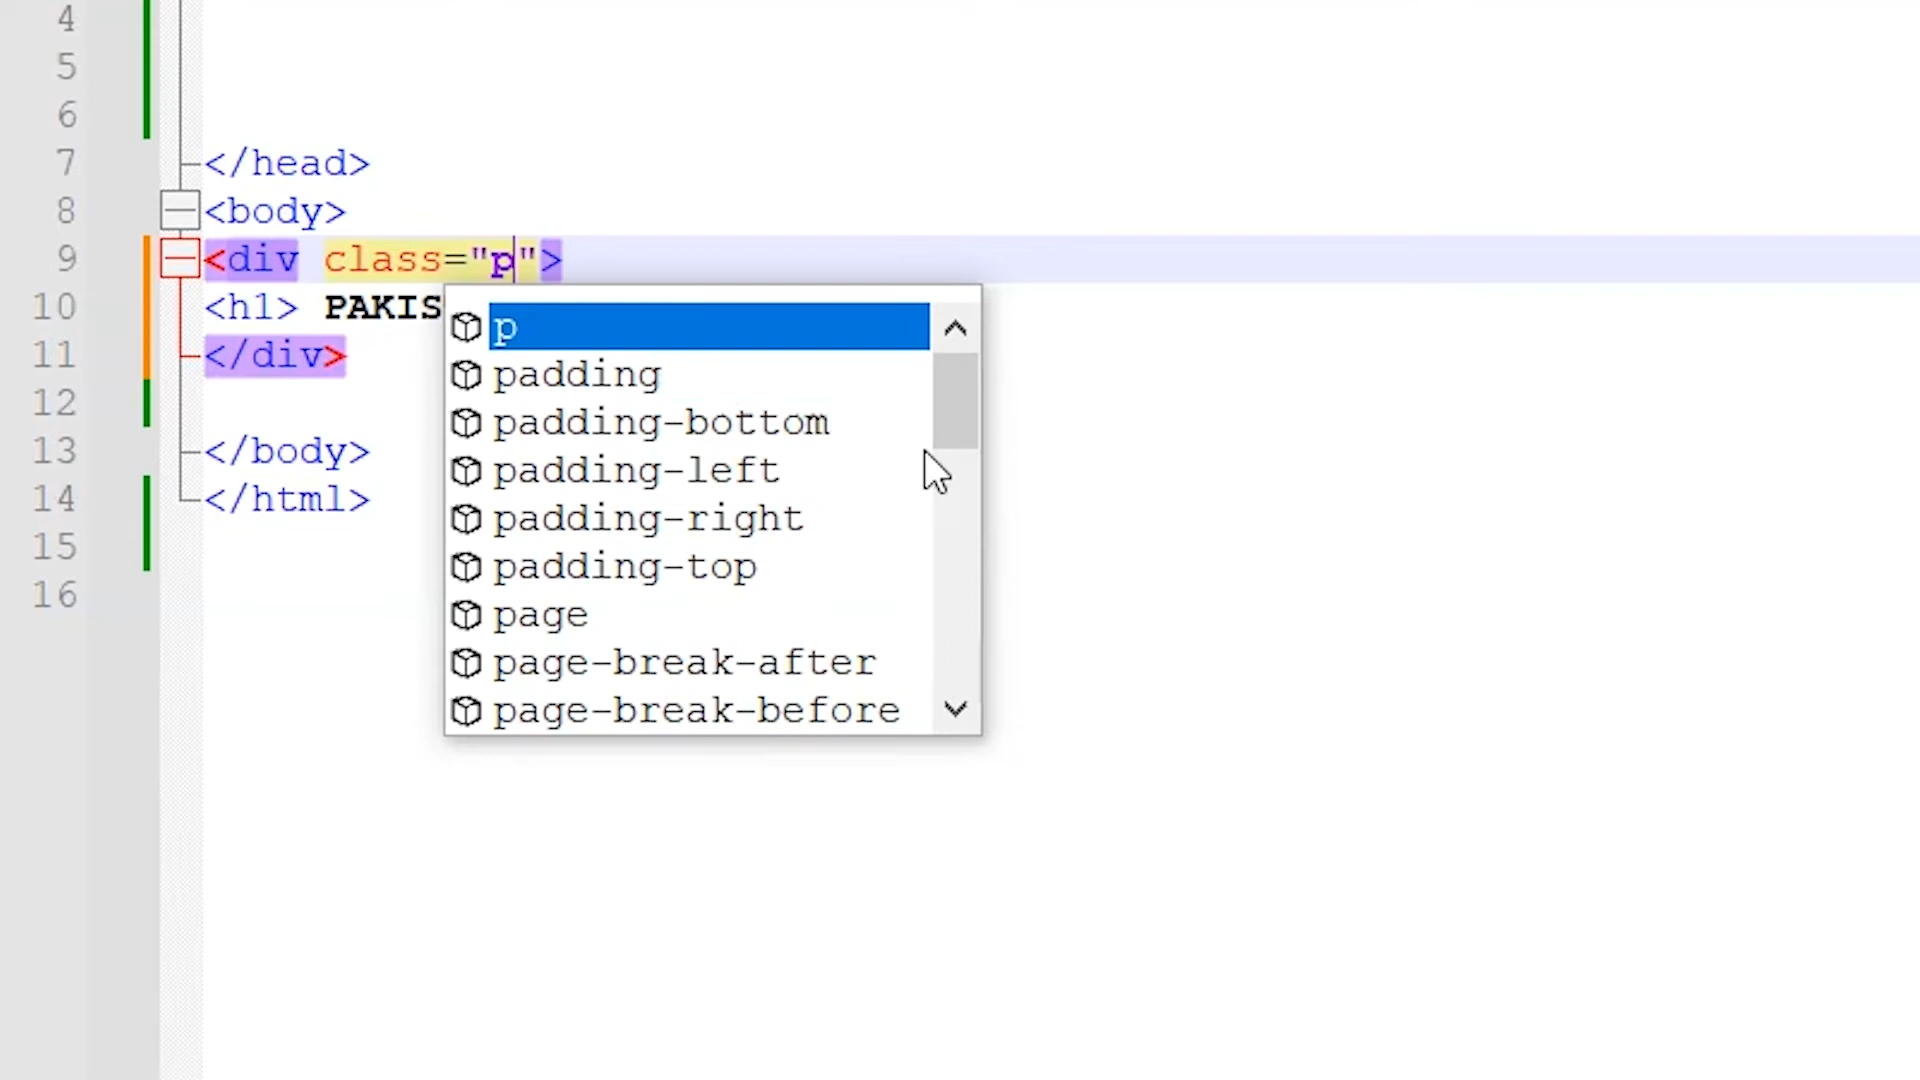 4
5
6
7 </head>
8 <body>
9 <div class="p">
10 <h1> PAKIS
11 </div>
12
13 </body>
14 </html>
15
16
p
padding
padding-bottom
padding-left
padding-right
padding-top
page
page-break-after
page-break-before